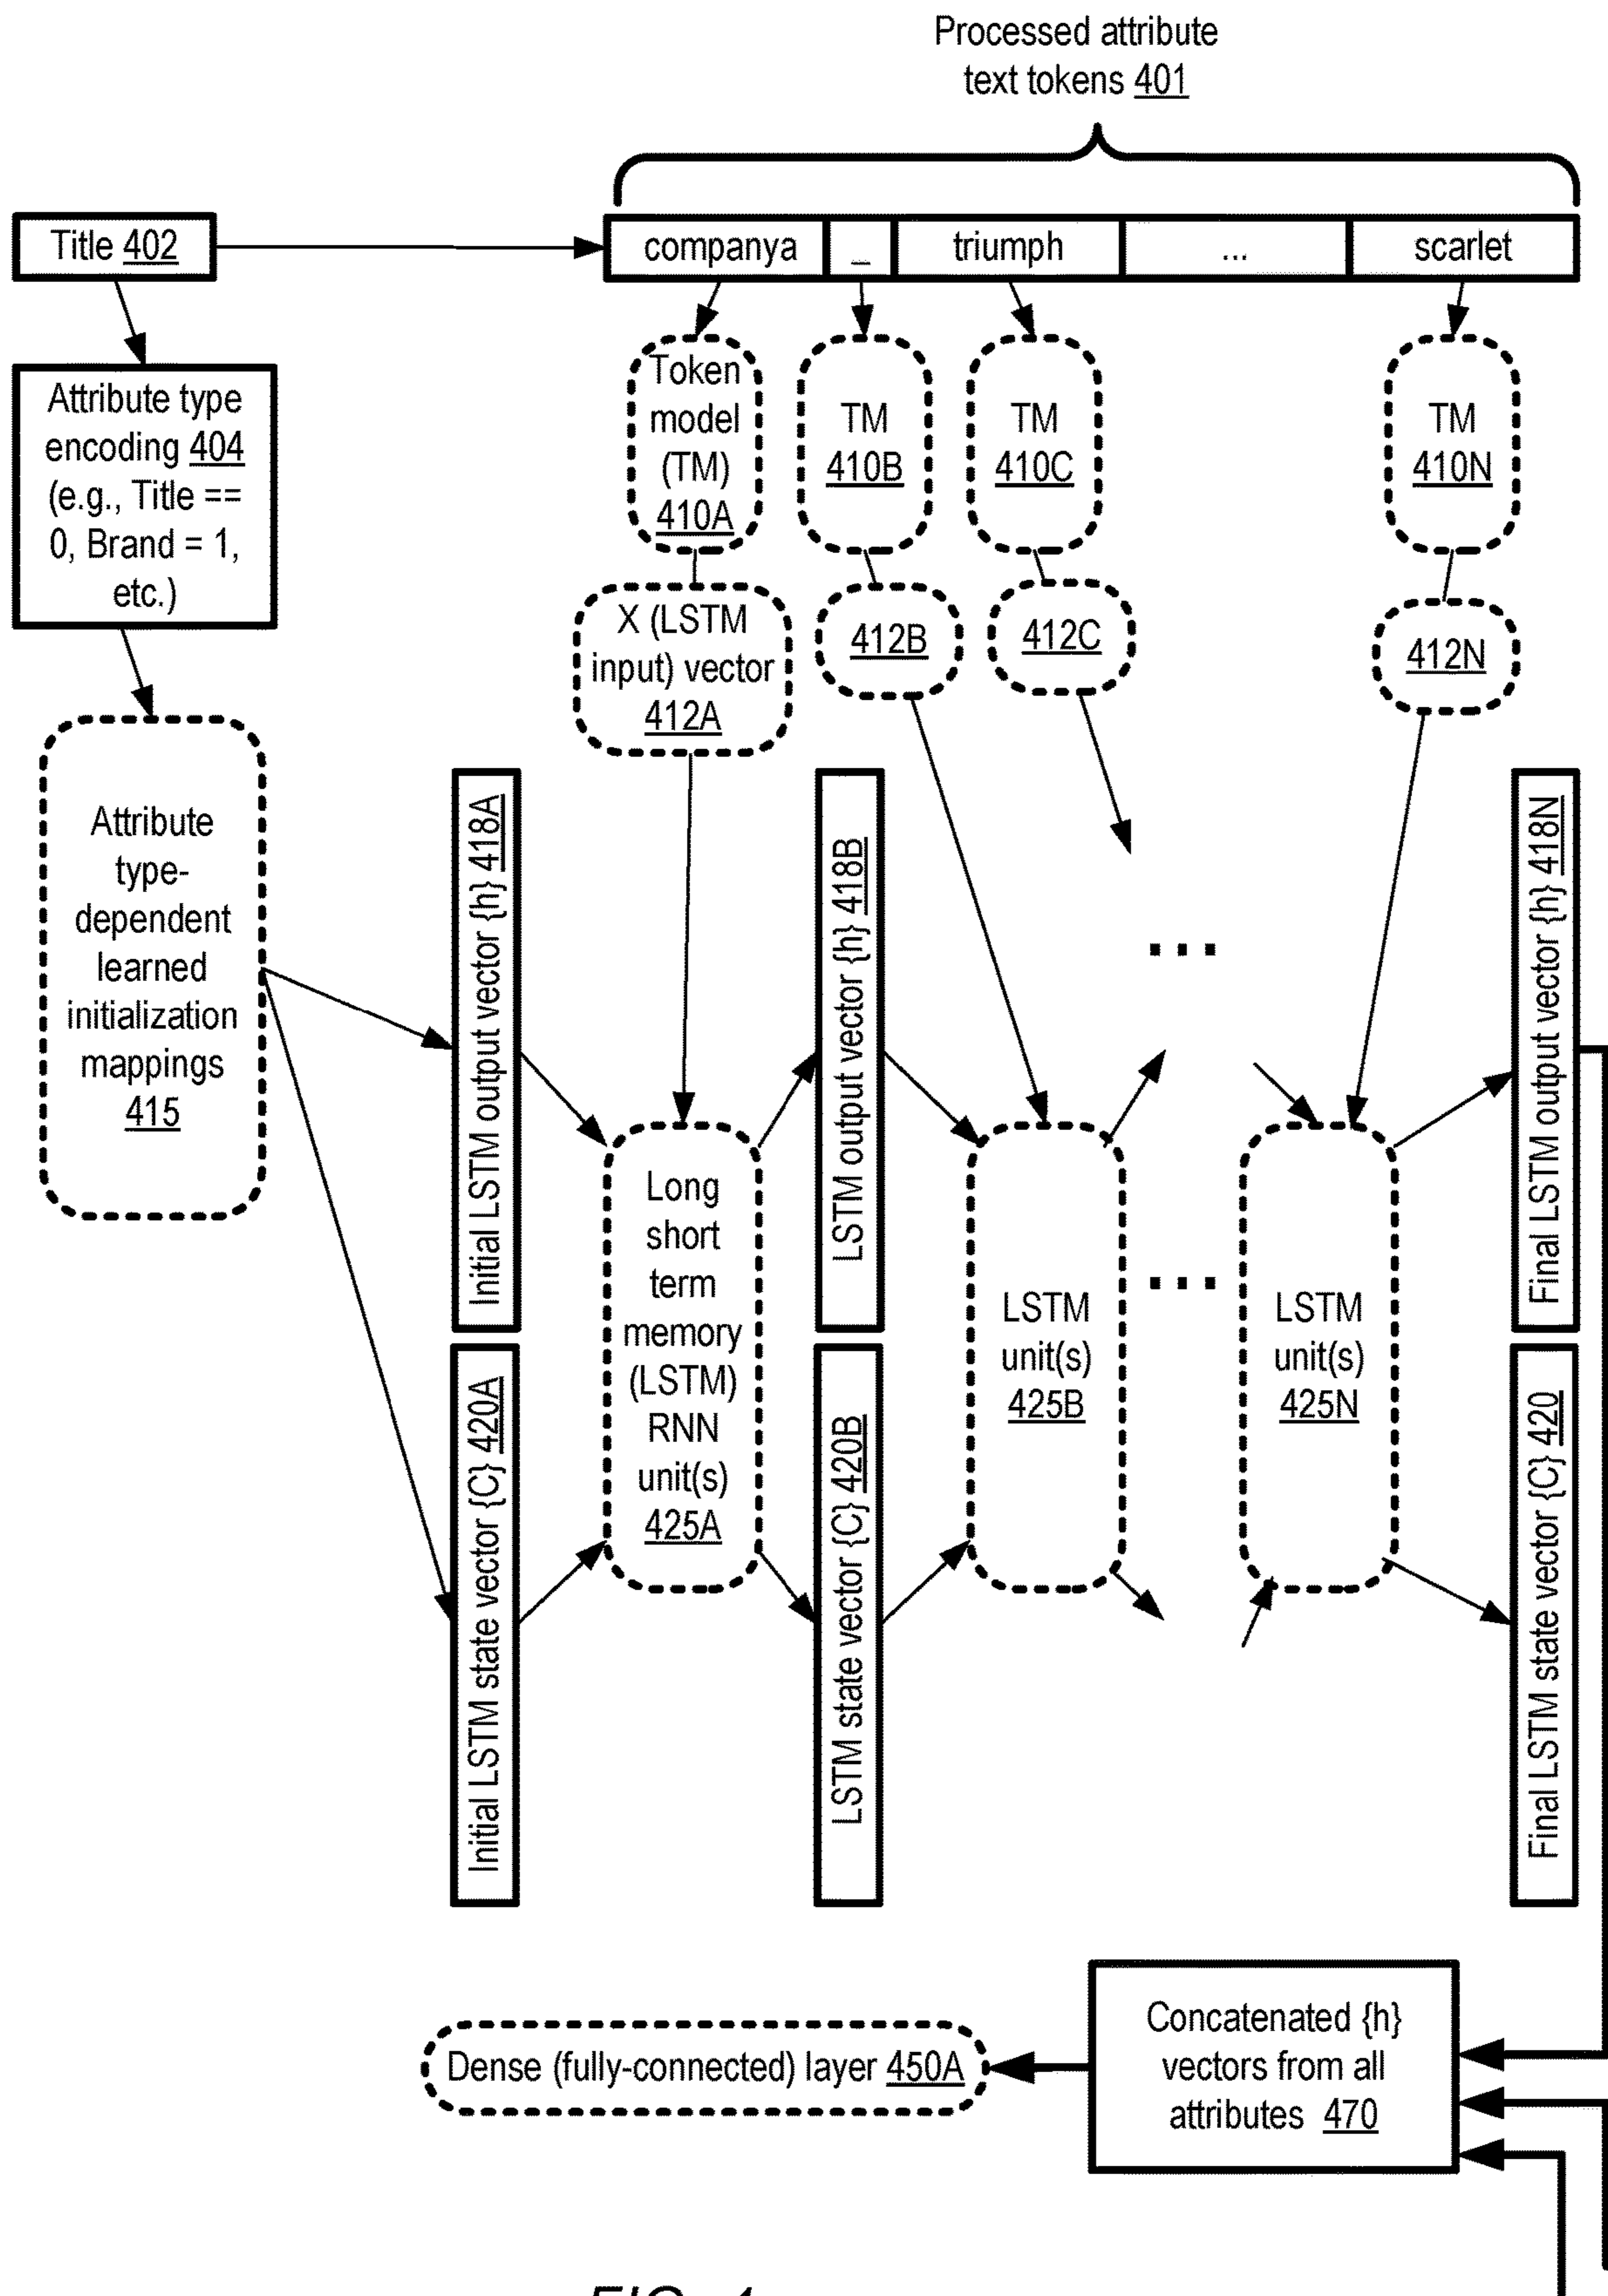 Processed attribute
text tokens 401
Title 402
companya
_
triumph
...
scarlet
Attribute type
encoding 404
(e.g., Title ==
0, Brand = 1,
etc.)
Token
model
(TM)
410A
TM
410B
TM
410C
TM
410N
X (LSTM
input) vector
412A
412B
412C
412N
Attribute
type-
dependent
learned
initialization
mappings
415
Initial LSTM output vector {h} 418A
LSTM output vector {h} 418B
...
Final LSTM output vector {h} 418N
Long
short
term
memory
(LSTM)
RNN
unit(s)
425A
LSTM
unit(s)
425B
...
LSTM
unit(s)
425N
Initial LSTM state vector {C} 420A
LSTM state vector {C} 420B
Final LSTM state vector {C} 420
Concatenated {h}
vectors from all
attributes 470
Dense (fully-connected) layer 450A